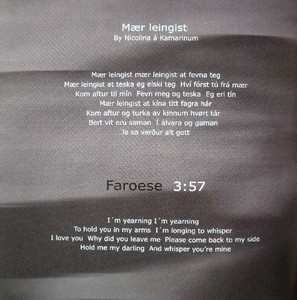 Mær leingist
By Nicolina á Kamarinum
Mær leingist mær leingist at fevna teg
Mær leingist at teska eg elski teg Hví fórst tú frá mær
Kom aftur til mín Fevn meg og teska Eg eri tín
Mær leingist at kína titt fagra hár
Kom aftur og turka av kinnum hvørt tár
Bert vit eru saman Í álvara og gaman
Ja so verður alt gott
Faroese 3:57
I´m yearning I´m yearning
To hold you in my arms I´m longing to whisper
I love you Why did you leave me Please come back to my side
Hold me my darling And whisper you're mine